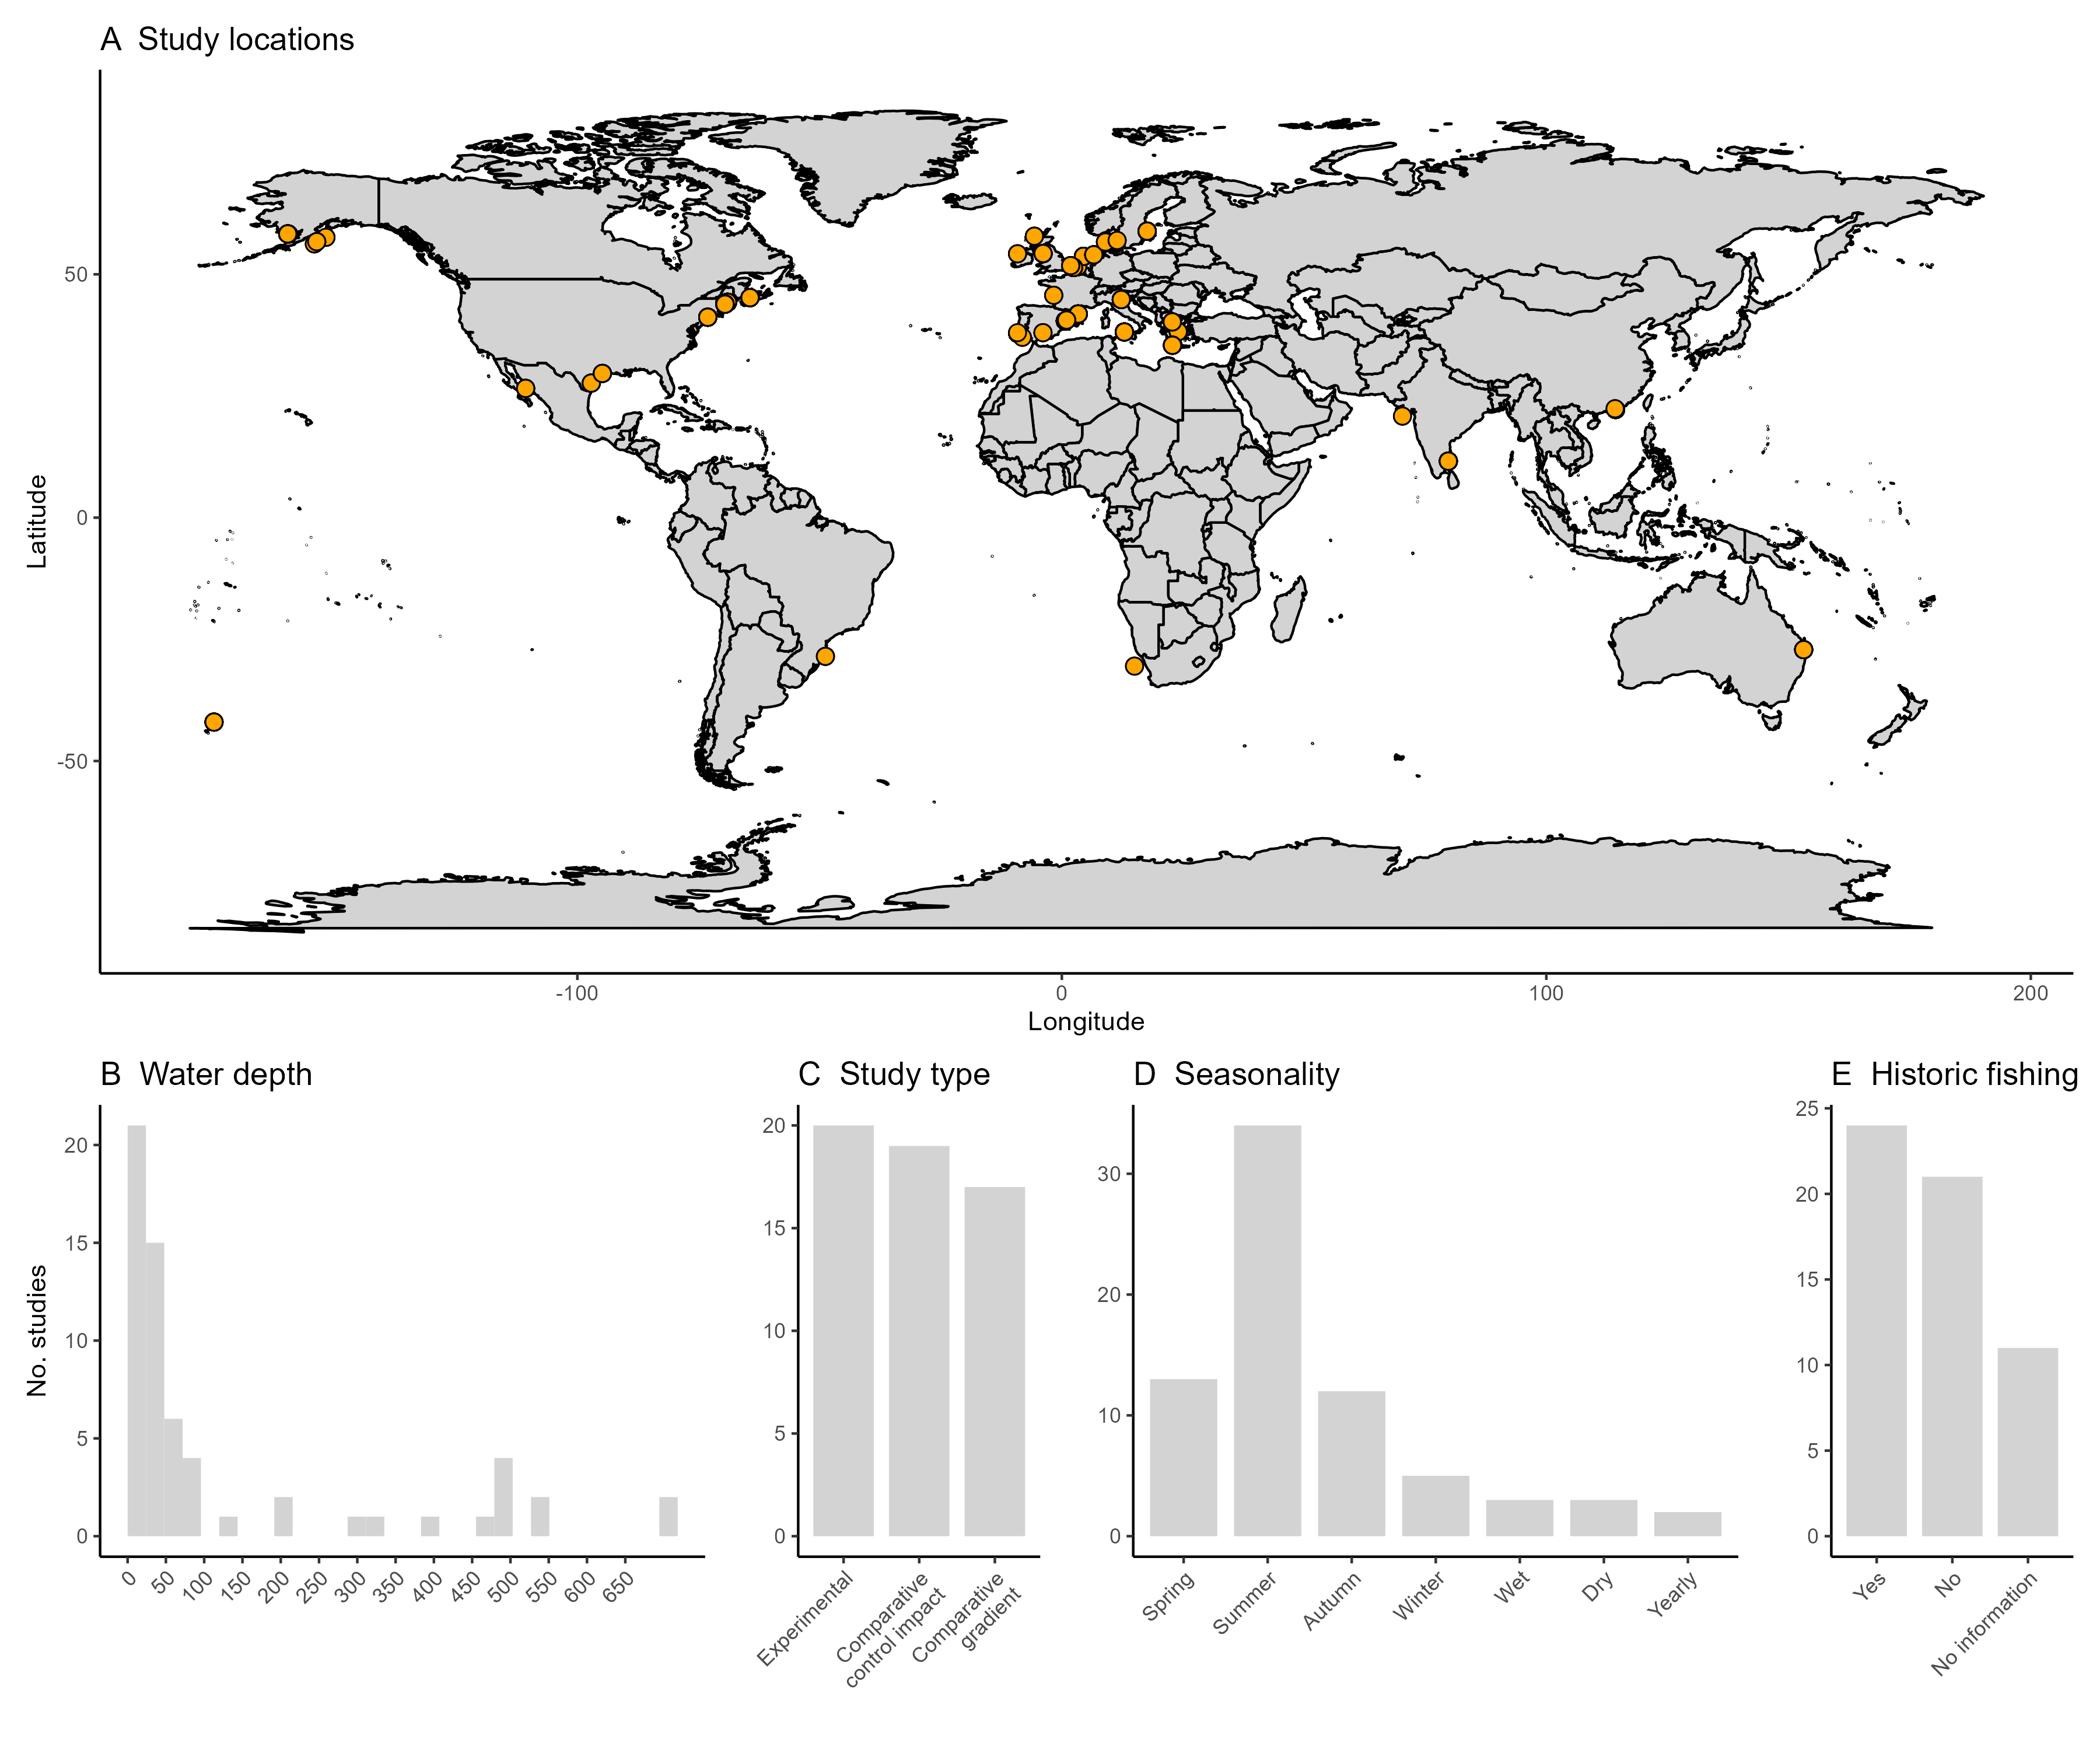 A  Study locations
Latitude
50
0
-50
-100
0
100
200
Longitude
B  Water depth
No. studies
20
15
10
5
0
0
50
100
150
200
250
300
350
400
450
500
550
600
650
C  Study type
20
15
10
5
0
Experimental
Comparative
control impact
Comparative
gradient
D  Seasonality
30
20
10
0
Spring
Summer
Autumn
Winter
Wet
Dry
Yearly
E  Historic fishing
25
20
15
10
5
0
Yes
No
No information